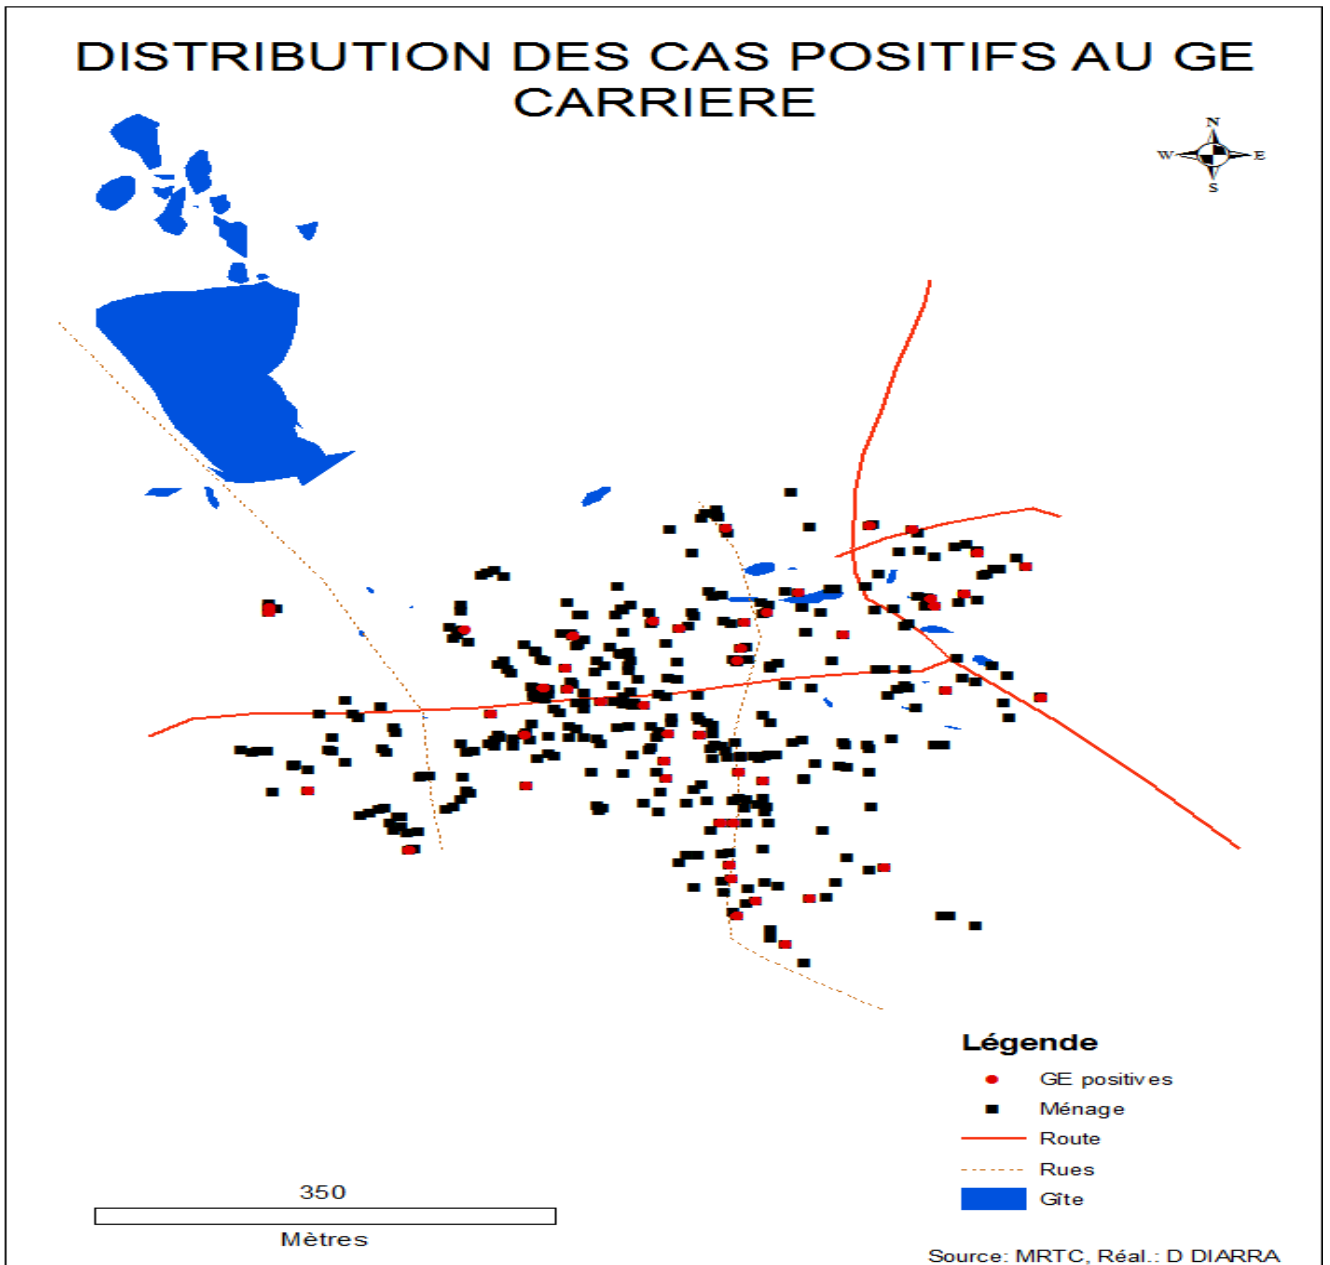 DISTRIBUTION DES CAS POSITIFS AU GE
CARRIERE
N
W E
S
Légende
GE positives
Ménage
Route
Rues
Gîte
350
Mètres
Source: MRTC, Réal.: D DIARRA